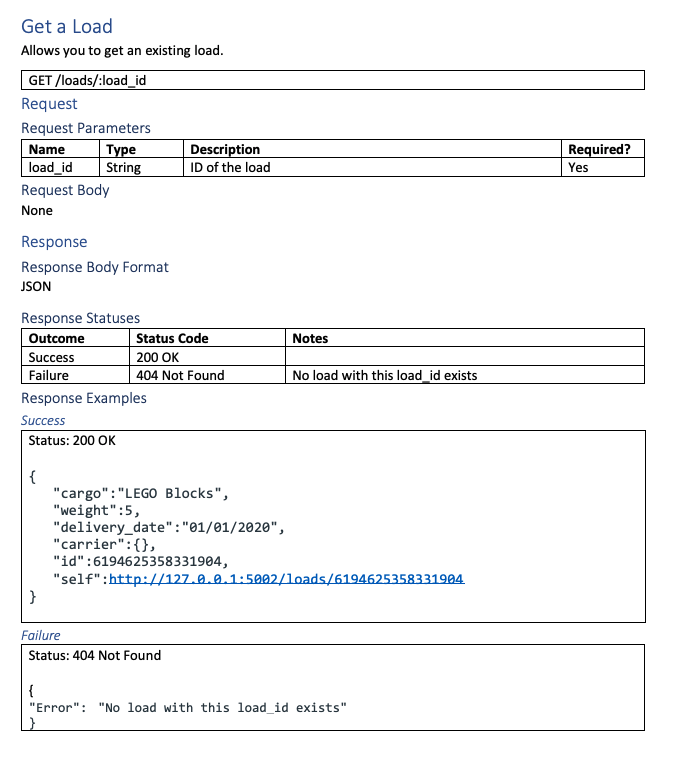 Get a Load
Allows you to get an existing load.
GET /loads/:load_id
Request
Request Parameters
Name Type Description Required?
load_id String ID of the load Yes
Request Body
None
Response
Response Body Format
JSON
Response Statuses
Outcome Status Code Notes
Success 200 OK
Failure 404 Not Found No load with this load_id exists
Response Examples
Success
Status: 200 OK
{
"cargo":"LEGO Blocks",
"weight":5,
"delivery_date":"01/01/2020",
"carrier":{},
"id":6194625358331904,
"self":http://127.0.0.1:5002/loads/6194625358331904
}
Failure
Status: 404 Not Found
{
"Error": "No load with this load_id exists"
}